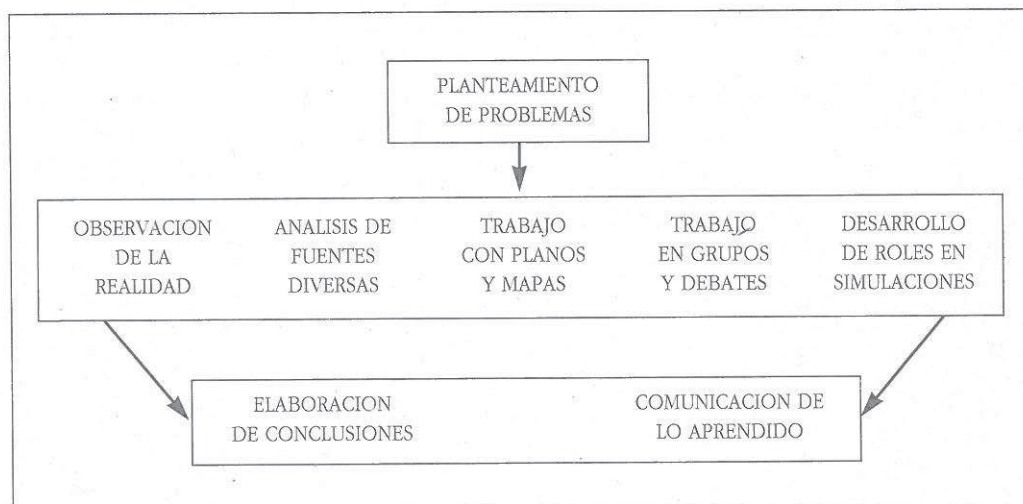 PLANTEAMIENTO
DE PROBLEMAS
OBSERVACION
DE LA
REALIDAD
ANALISIS DE
FUENTES
DIVERSAS
TRABAJO
CON PLANOS
Y MAPAS
TRABAJO
EN GRUPOS
Y DEBATES
DESARROLLO
DE ROLES EN
SIMULACIONES
ELABORACION
DE CONCLUSIONES
COMUNICACION DE
LO APRENDIDO